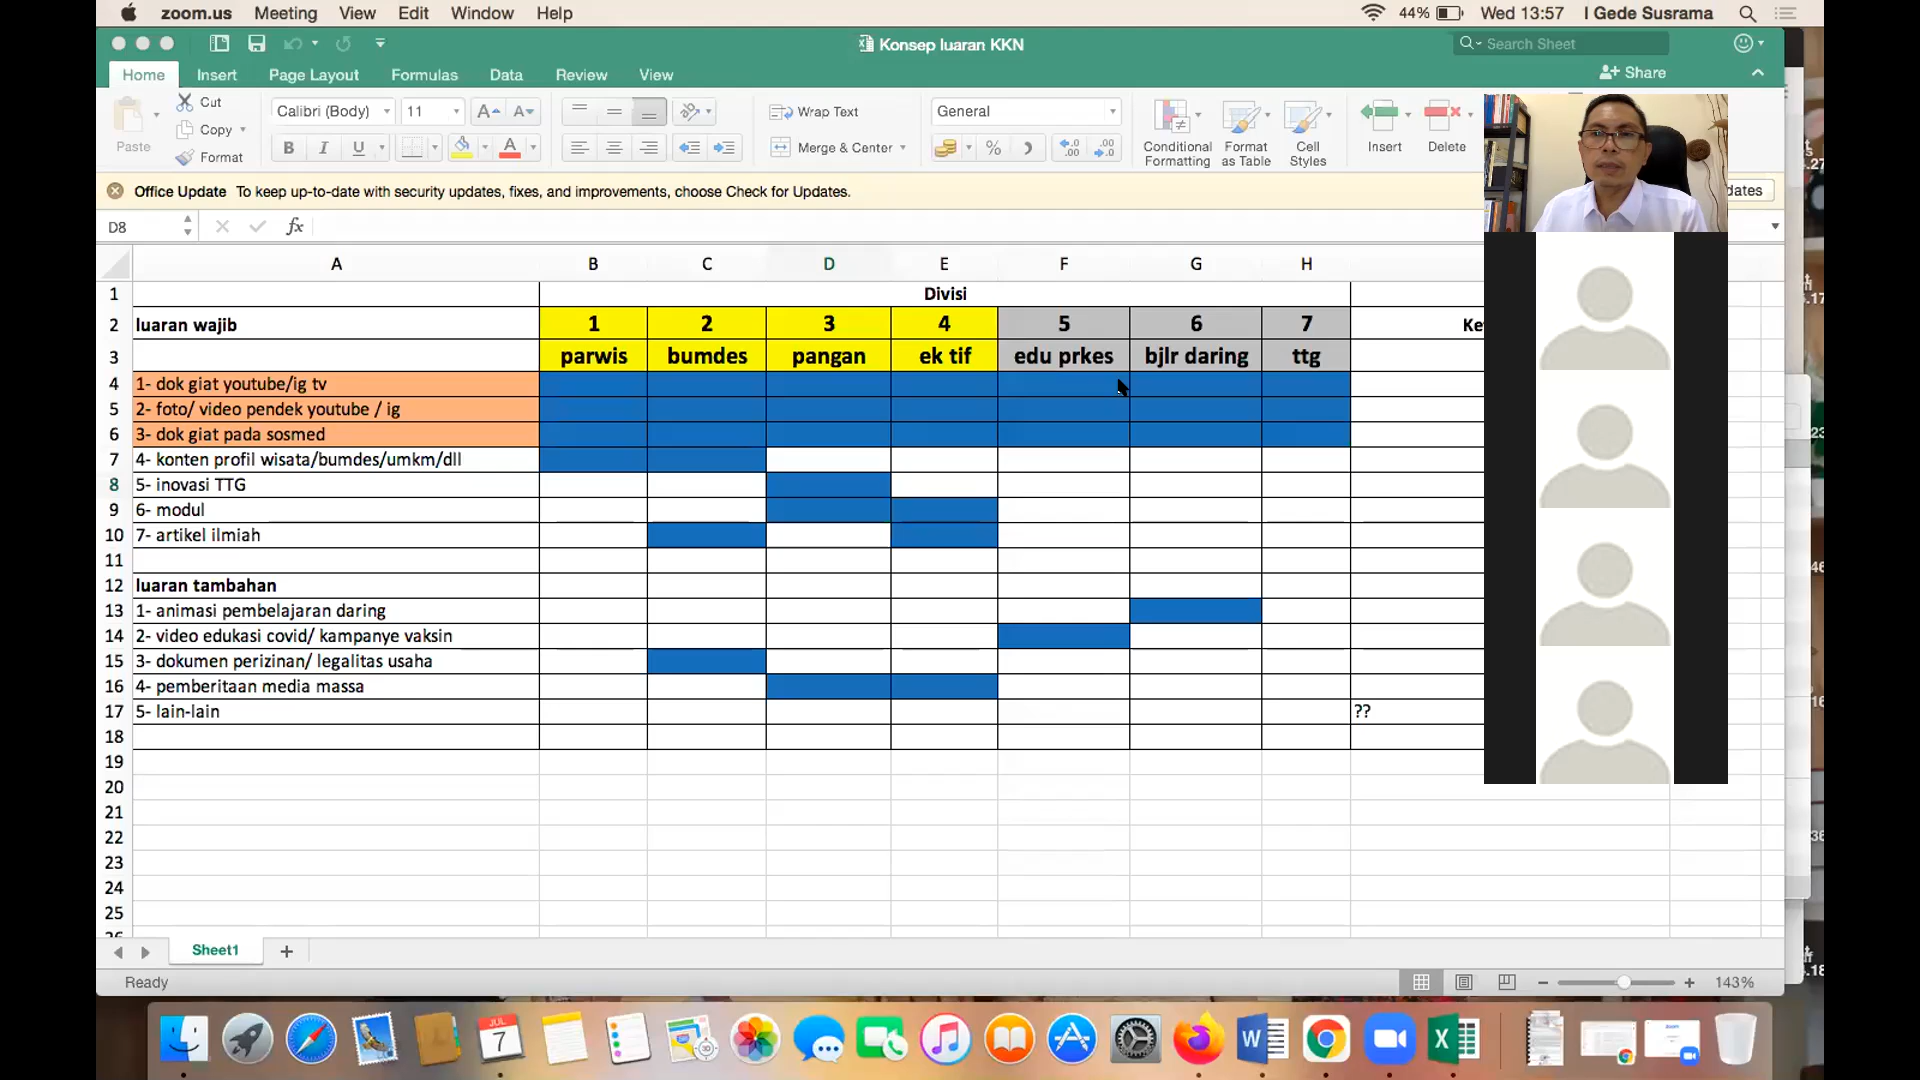 zoom.us Meeting View Edit Window Help 44% Wed 13:57 I Gede Susrama
Konsep luaran KKN Search Sheet
Home Insert Page Layout Formulas Data Review View Share
Paste Cut Copy Format
Calibri (Body) 11 Wrap Text General
B I U Merge & Center % Conditional Formatting Format as Table Cell Styles Insert Delete
Office Update To keep up-to-date with security updates, fixes, and improvements, choose Check for Updates.
D8 fx
A B C D E F G H
1 Divisi
2 luaran wajib 1 2 3 4 5 6 7
3 parwis bumdes pangan ek tif edu prkes bjlr daring ttg
4 1- dok giat youtube/ig tv
5 2- foto/ video pendek youtube / ig
6 3- dok giat pada sosmed
7 4- konten profil wisata/bumdes/umkm/dll
8 5- inovasi TTG
9 6- modul
10 7- artikel ilmiah
11
12 luaran tambahan
13 1- animasi pembelajaran daring
14 2- video edukasi covid/ kampanye vaksin
15 3- dokumen perizinan/ legalitas usaha
16 4- pemberitaan media massa
17 5- lain-lain ??
18
19
20
21
22
23
24
25
Sheet1
Ready 143%
JUL
7